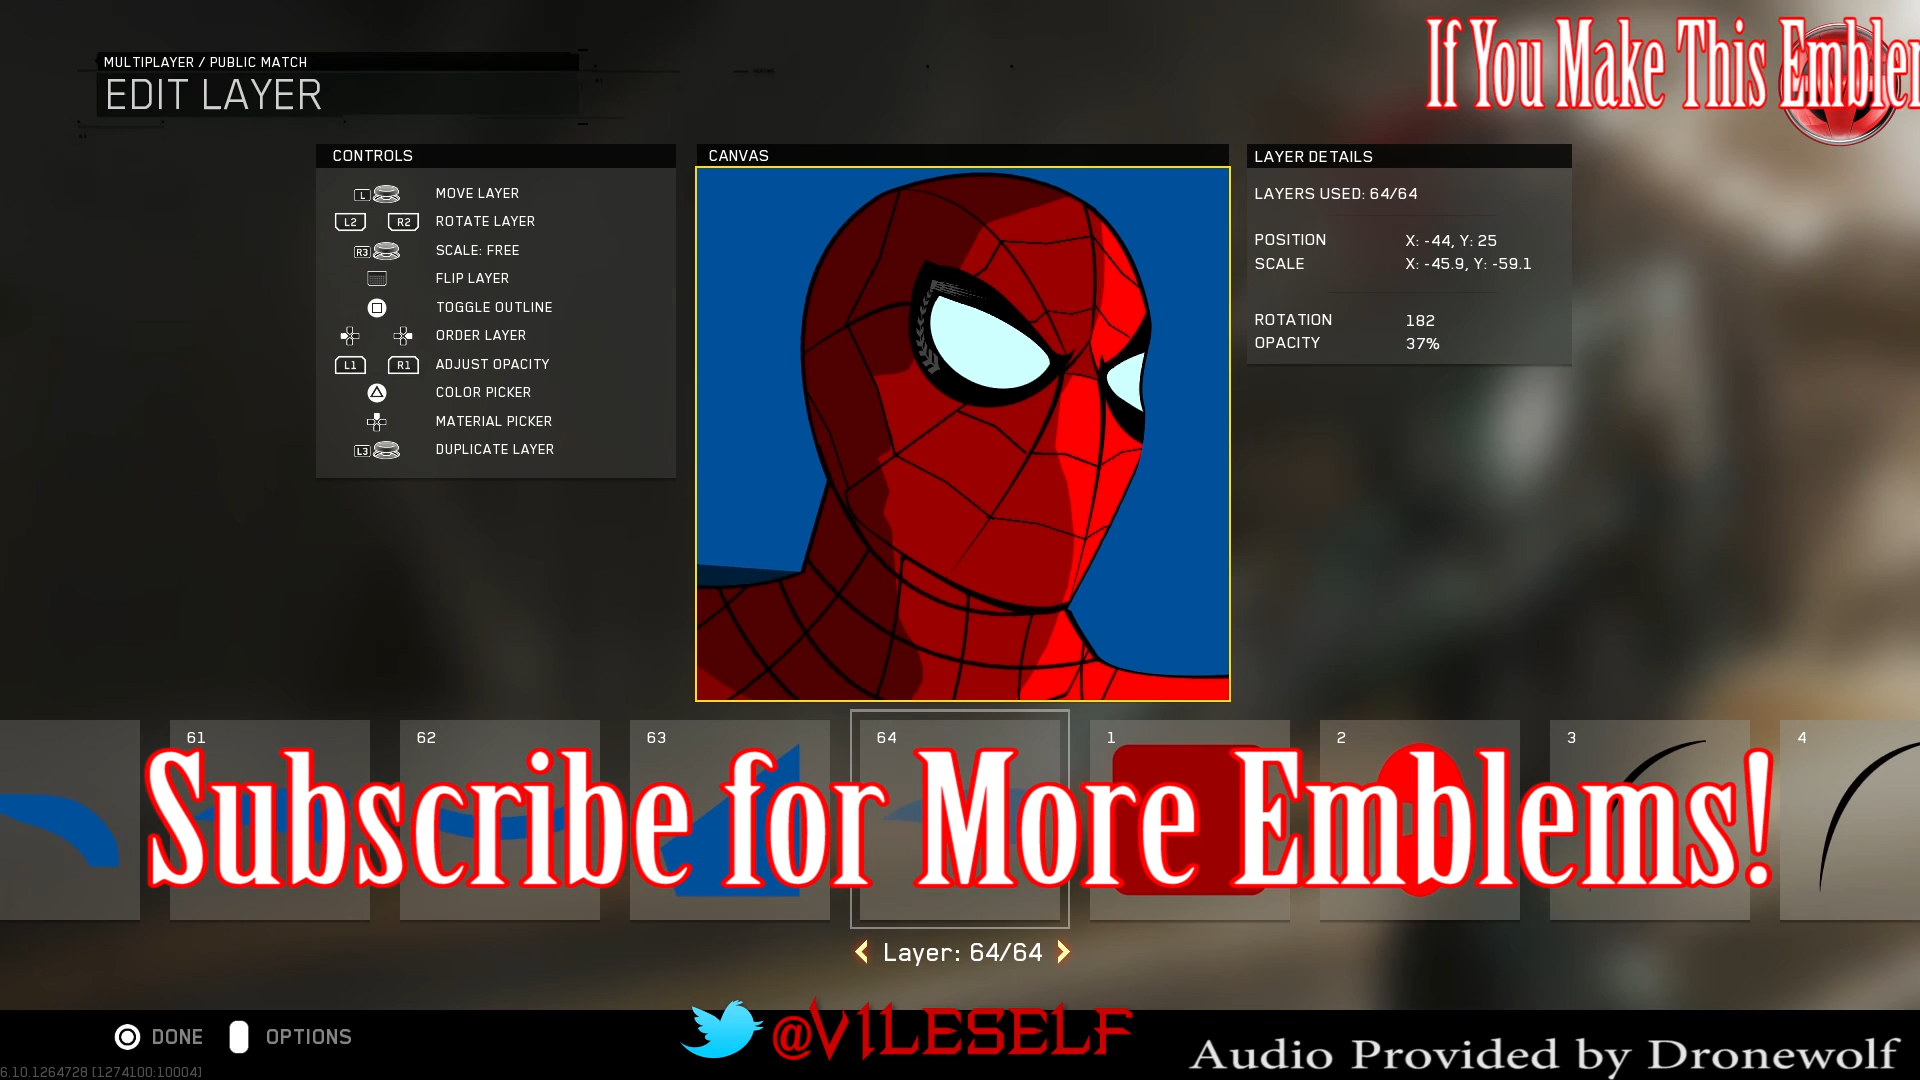 If You Make This Emblem
MULTIPLAYER / PUBLIC MATCH
EDIT LAYER
CONTROLS
L MOVE LAYER
L2 R2 ROTATE LAYER
R3 SCALE: FREE
FLIP LAYER
TOGGLE OUTLINE
ORDER LAYER
L1 R1 ADJUST OPACITY
COLOR PICKER
MATERIAL PICKER
L3 DUPLICATE LAYER
CANVAS
LAYER DETAILS
LAYERS USED: 64/64
POSITION X: -44, Y: 25
SCALE X: -45.9, Y: -59.1
ROTATION 182
OPACITY 37%
61 62 63 64 1 2 3 4
Subscribe for More Emblems!
Layer: 64/64
DONE OPTIONS
@V1LESELF
Audio Provided by Dronewolf
6.10.1264728 [1274100:10004]